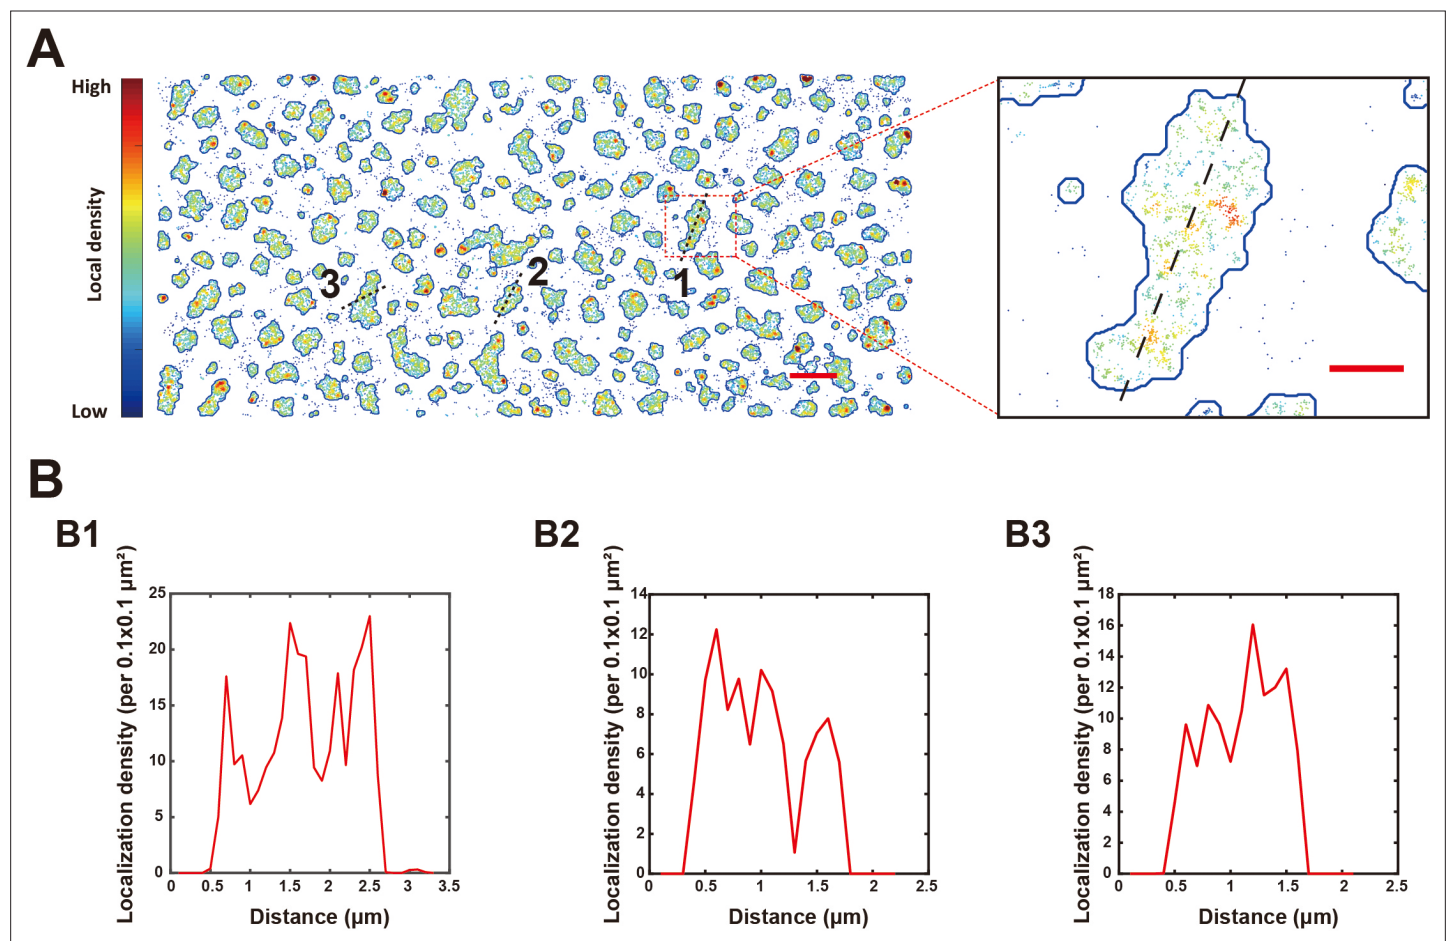 A
High
Local density
Low
3
2
1
B
B1
Localization density (per 0.1x0.1 µm²)
25
20
15
10
5
0
0 0.5 1 1.5 2 2.5 3 3.5
Distance (µm)
B2
Localization density (per 0.1x0.1 µm²)
14
12
10
8
6
4
2
0
0 0.5 1 1.5 2 2.5
Distance (µm)
B3
Localization density (per 0.1x0.1 µm²)
18
16
14
12
10
8
6
4
2
0
0 0.5 1 1.5 2 2.5
Distance (µm)